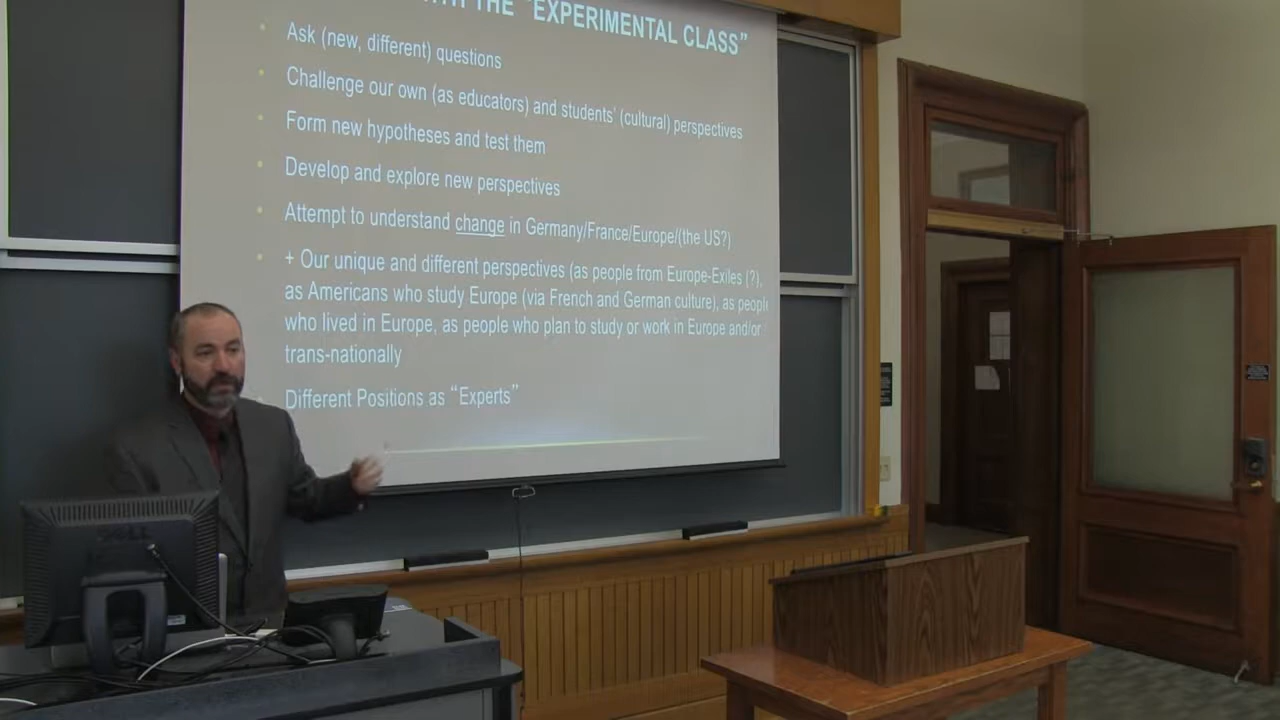 THE "EXPERIMENTAL CLASS"
Ask (new, different) questions
Challenge our own (as educators) and students' (cultural) perspectives
Form new hypotheses and test them
Develop and explore new perspectives
Attempt to understand change in Germany/France/Europe/(the US?)
+ Our unique and different perspectives (as people from Europe-Exiles (?),
as Americans who study Europe (via French and German culture), as people
who lived in Europe, as people who plan to study or work in Europe and/or
trans-nationally
Different Positions as "Experts"
DELL